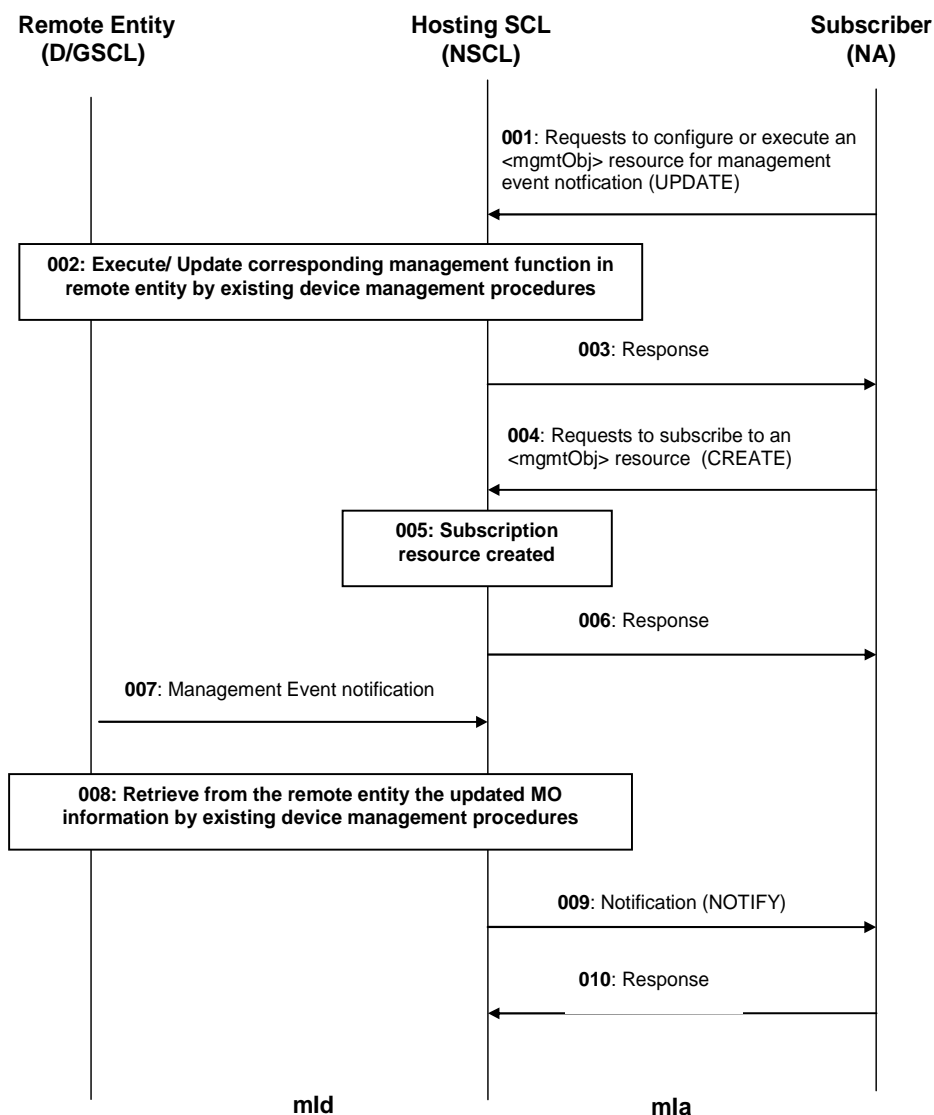 Remote Entity
(D/GSCL)
Hosting SCL
(NSCL)
Subscriber
(NA)
001: Requests to configure or execute an
<mgmtObj> resource for management
event notfication (UPDATE)
002: Execute/ Update corresponding management function in
remote entity by existing device management procedures
003: Response
004: Requests to subscribe to an
<mgmtObj> resource (CREATE)
005: Subscription
resource created
006: Response
007: Management Event notification
008: Retrieve from the remote entity the updated MO
information by existing device management procedures
009: Notification (NOTIFY)
010: Response
mId
mIa